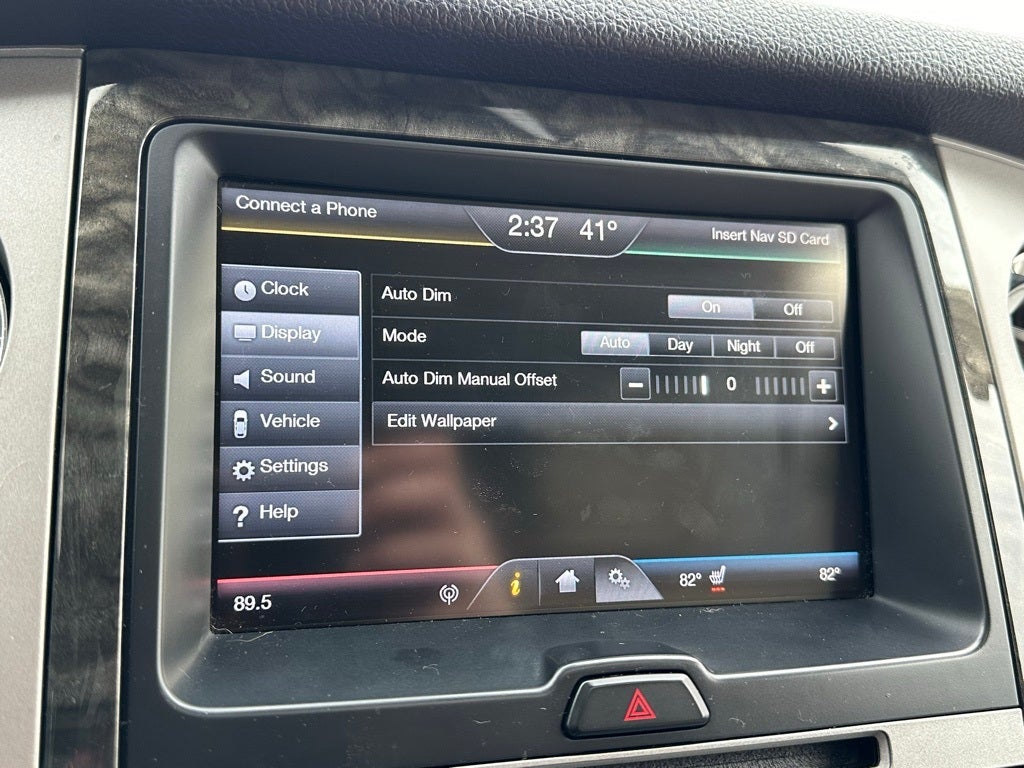 Connect a Phone
2:37 41°
Insert Nav SD Card
Clock
Display
Sound
Vehicle
Settings
? Help
Auto Dim
On Off
Mode
Auto Day Night Off
Auto Dim Manual Offset
− 0 +
Edit Wallpaper >
89.5
i
82°
82°